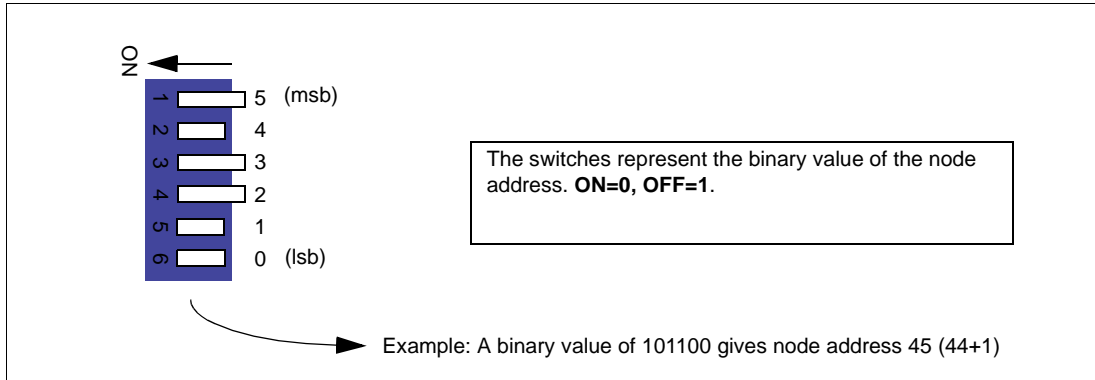 ON
1 5 (msb)
2 4
3 3
4 2
5 1
6 0 (lsb)
The switches represent the binary value of the node
address. ON=0, OFF=1.
Example: A binary value of 101100 gives node address 45 (44+1)